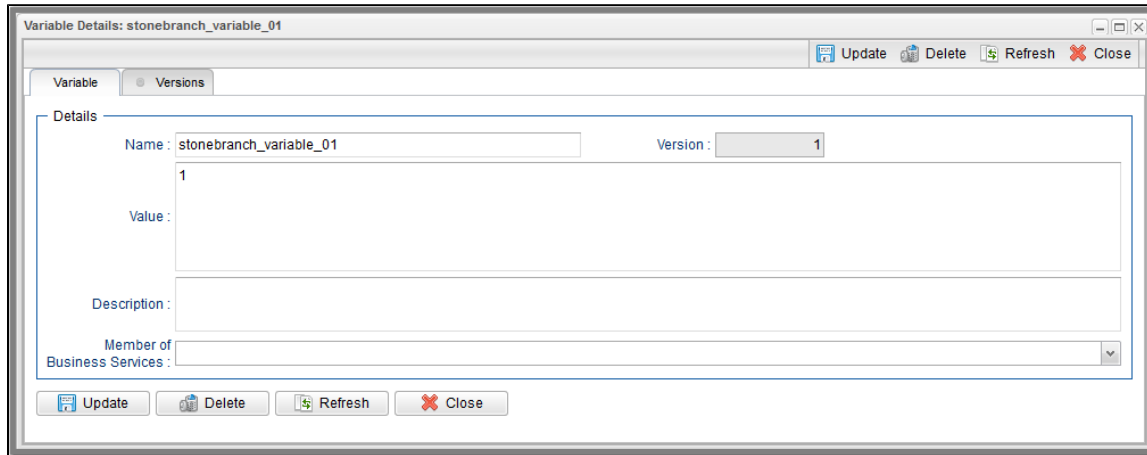 Variable Details: stonebranch_variable_01
Update Delete Refresh Close
Variable Versions
Details
Name : stonebranch_variable_01 Version : 1
Value : 1
Description :
Member of
Business Services :
Update Delete Refresh Close